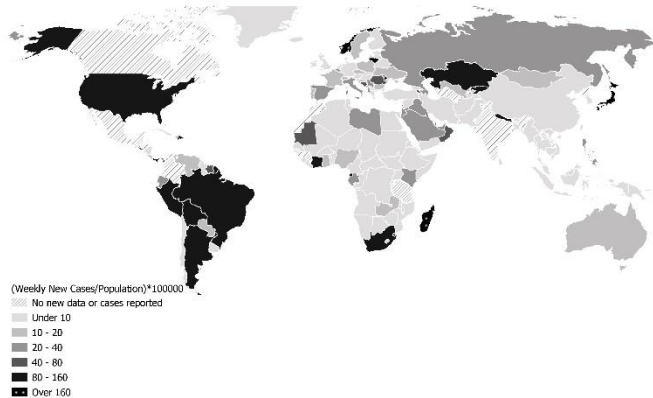 (Weekly New Cases/Population)*100000
No new data or cases reported
Under 10
10 - 20
20 - 40
40 - 80
80 - 160
Over 160